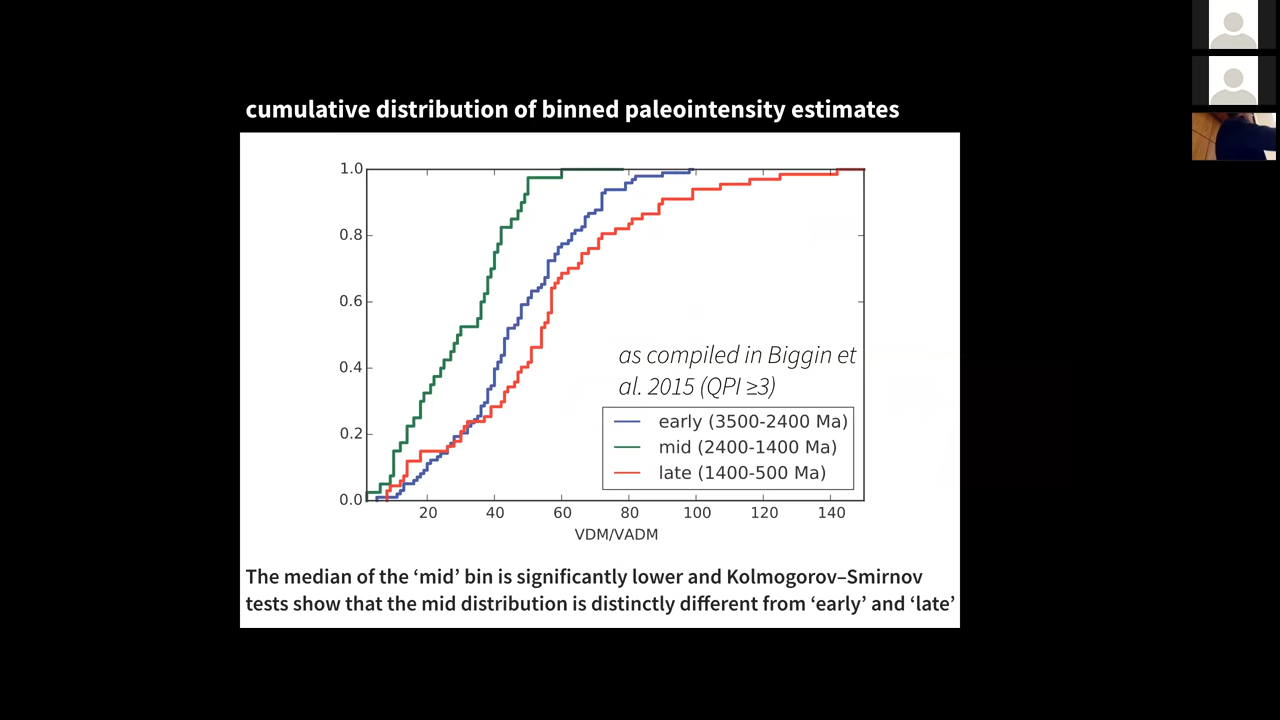 cumulative distribution of binned paleointensity estimates
1.0
0.8
0.6
0.4
0.2
0.0
as compiled in Biggin et
al. 2015 (QPI ≥3)
early (3500-2400 Ma)
mid (2400-1400 Ma)
late (1400-500 Ma)
20 40 60 80 100 120 140
VDM/VADM
The median of the ‘mid’ bin is significantly lower and Kolmogorov–Smirnov
tests show that the mid distribution is distinctly different from ‘early’ and ‘late’